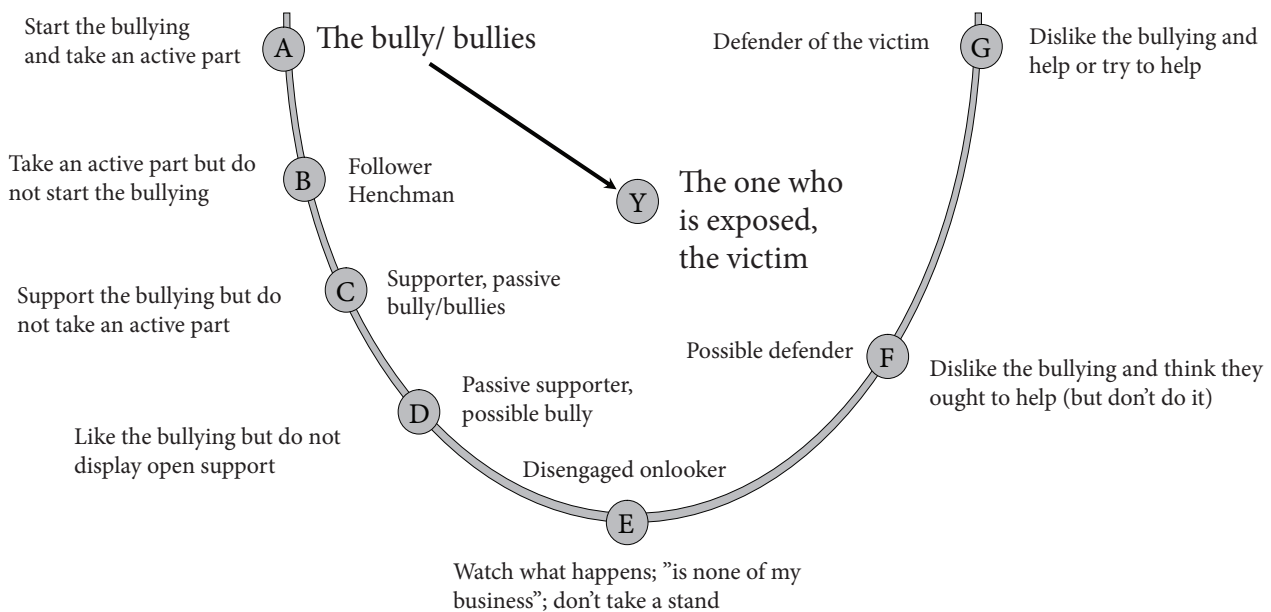 Start the bullying
and take an active part
A
The bully/ bullies
Defender of the victim
G
Dislike the bullying and
help or try to help
Take an active part but do
not start the bullying
B
Follower
Henchman
Y
The one who
is exposed,
the victim
Support the bullying but do
not take an active part
C
Supporter, passive
bully/bullies
Possible defender
F
Dislike the bullying and think they
ought to help (but don’t do it)
Like the bullying but do not
display open support
D
Passive supporter,
possible bully
Disengaged onlooker
E
Watch what happens; ”is none of my
business”; don’t take a stand